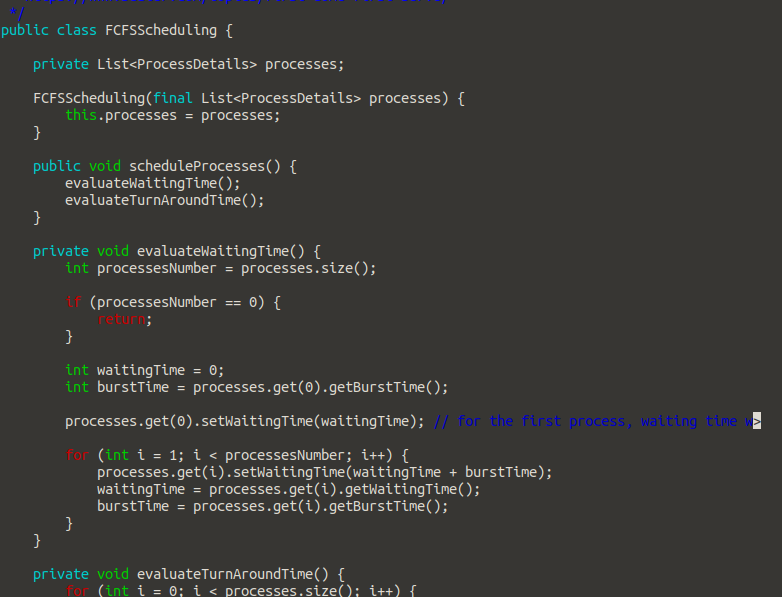 */
public class FCFSScheduling {
private List<ProcessDetails> processes;
FCFSScheduling(final List<ProcessDetails> processes) {
this.processes = processes;
}
public void scheduleProcesses() {
evaluateWaitingTime();
evaluateTurnAroundTime();
}
private void evaluateWaitingTime() {
int processesNumber = processes.size();
if (processesNumber == 0) {
return;
}
int waitingTime = 0;
int burstTime = processes.get(0).getBurstTime();
processes.get(0).setWaitingTime(waitingTime); // for the first process, waiting time w>
for (int i = 1; i < processesNumber; i++) {
processes.get(i).setWaitingTime(waitingTime + burstTime);
waitingTime = processes.get(i).getWaitingTime();
burstTime = processes.get(i).getBurstTime();
}
}
private void evaluateTurnAroundTime() {
for (int i = 0; i < processes.size(); i++) {